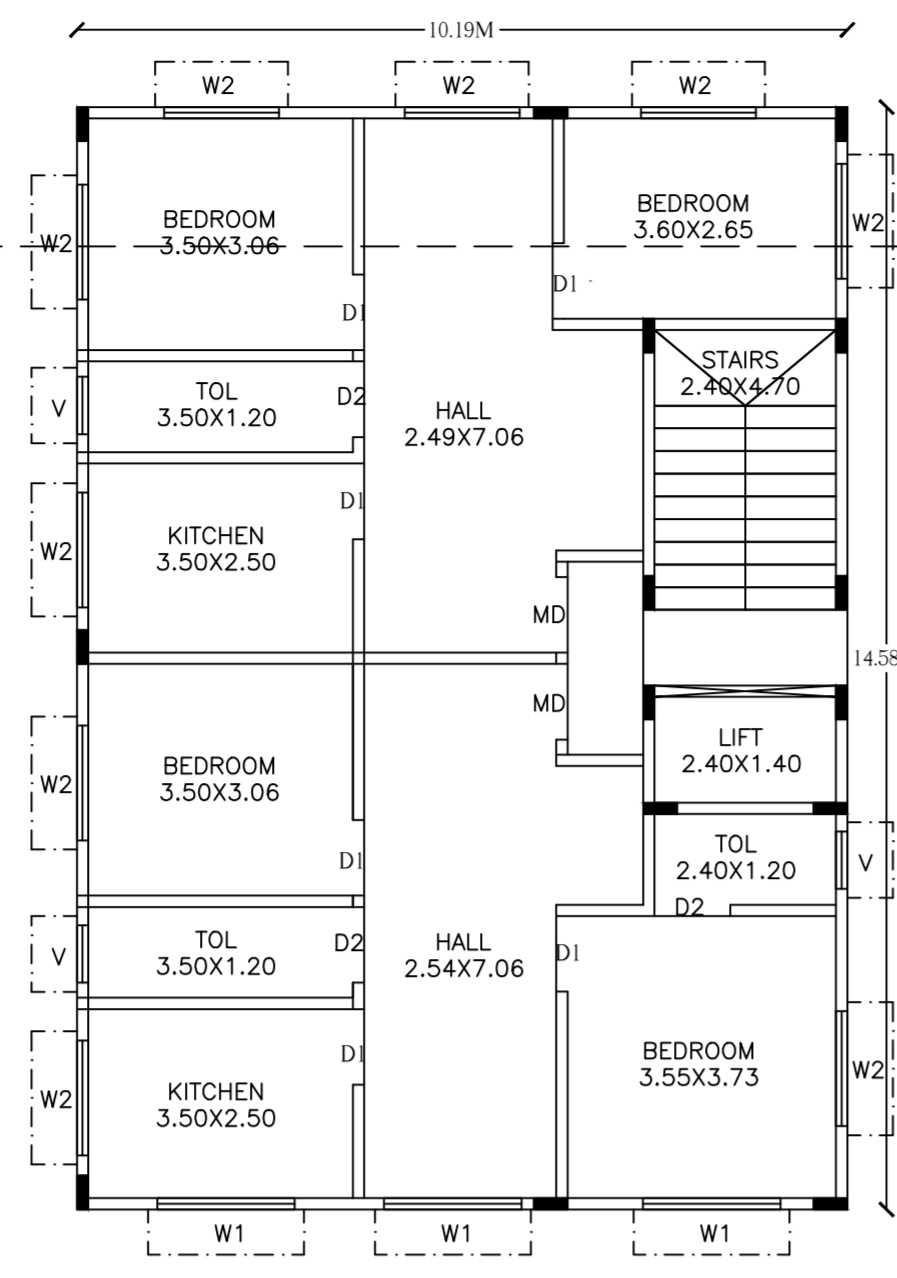 10.19M
W2
W2
W2
BEDROOM
3.50X3.06
BEDROOM
3.60X2.65
W2
W2
D1
D1
STAIRS
2.40X4.70
TOL
3.50X1.20
D2
V
HALL
2.49X7.06
D1
KITCHEN
3.50X2.50
W2
MD
14.58
MD
BEDROOM
3.50X3.06
W2
LIFT
2.40X1.40
D1
TOL
2.40X1.20
V
D2
TOL
3.50X1.20
D2
V
HALL
2.54X7.06
D1
D1
BEDROOM
3.55X3.73
W2
KITCHEN
3.50X2.50
W2
W1
W1
W1